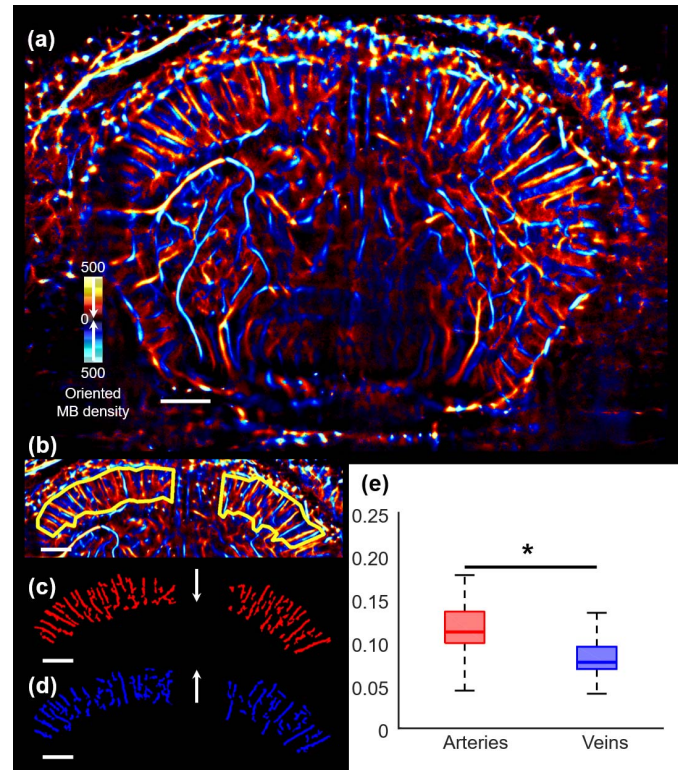 (a)
500
0
500
Oriented
MB density
(b)
(c)
(d)
(e)
0.25
0.20
0.15
0.10
0.05
0
*
Arteries
Veins